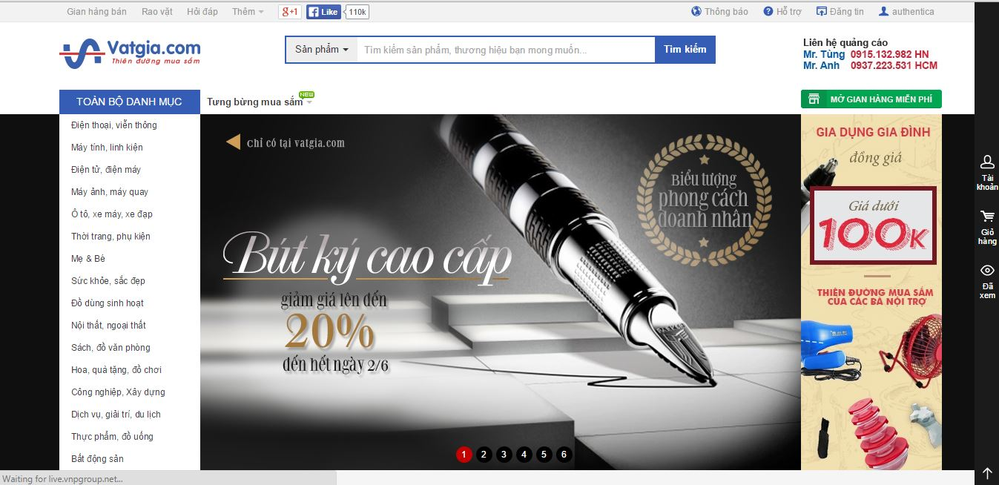 Gian hàng bán
Rao vặt
Hỏi đáp
Thêm
g+1
Like
110k
Thông báo
Hỗ trợ
Đăng tin
authentica
Vatgia.com
Thiên đường mua sắm
Sản phẩm
Tìm kiếm sản phẩm, thương hiệu bạn mong muốn...
Tìm kiếm
Liên hệ quảng cáo
Mr. Tùng 0915.132.982 HN
Mr. Anh 0937.223.531 HCM
TOÀN BỘ DANH MỤC
Tưng bừng mua sắm
NEW
MỞ GIAN HÀNG MIỄN PHÍ
Điện thoại, viễn thông
Máy tính, linh kiện
Điện tử, điện máy
Máy ảnh, máy quay
Ô tô, xe máy, xe đạp
Thời trang, phụ kiện
Mẹ & Bé
Sức khỏe, sắc đẹp
Đồ dùng sinh hoạt
Nội thất, ngoại thất
Sách, đồ văn phòng
Hoa, quà tặng, đồ chơi
Công nghiệp, Xây dựng
Dịch vụ, giải trí, du lịch
Thực phẩm, đồ uống
Bất động sản
Chỉ có tại vatgia.com
Biểu tượng
phong cách
doanh nhân
Bút ký cao cấp
giảm giá lên đến
20%
đến hết ngày 2/6
PARKER
1 2 3 4 5 6
GIA DỤNG GIA ĐÌNH
đồng giá
Giá dưới
100K
THIÊN ĐƯỜNG MUA SẮM
CỦA CÁC BÀ NỘI TRỢ
Tài
khoản
Giỏ
hàng
Đã
xem
Waiting for live.vnpgroup.net...